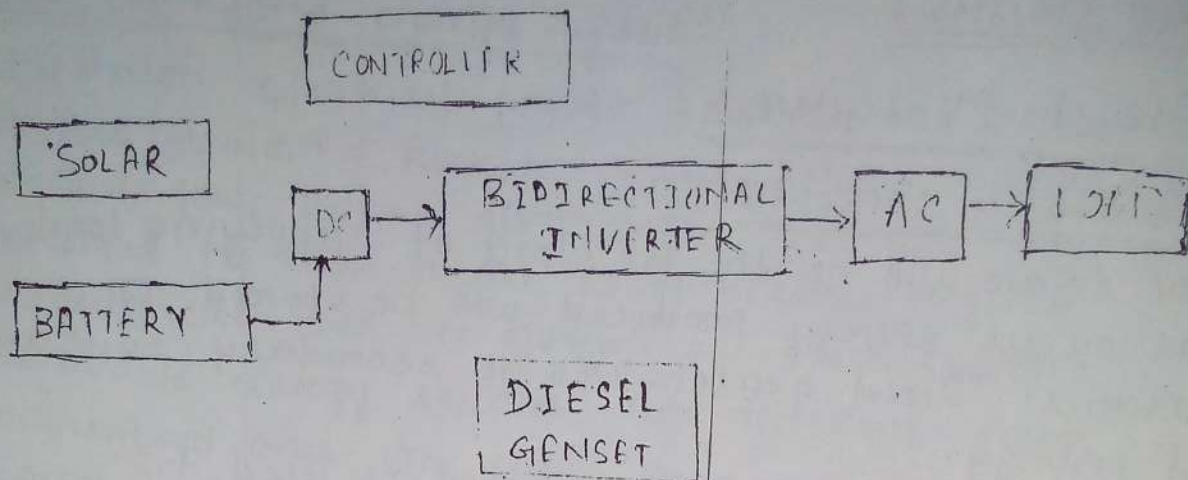 CONTROLLER
SOLAR
DC
BIDIRECTIONAL
INVERTER
AC
BATTERY
DIESEL
GENSET